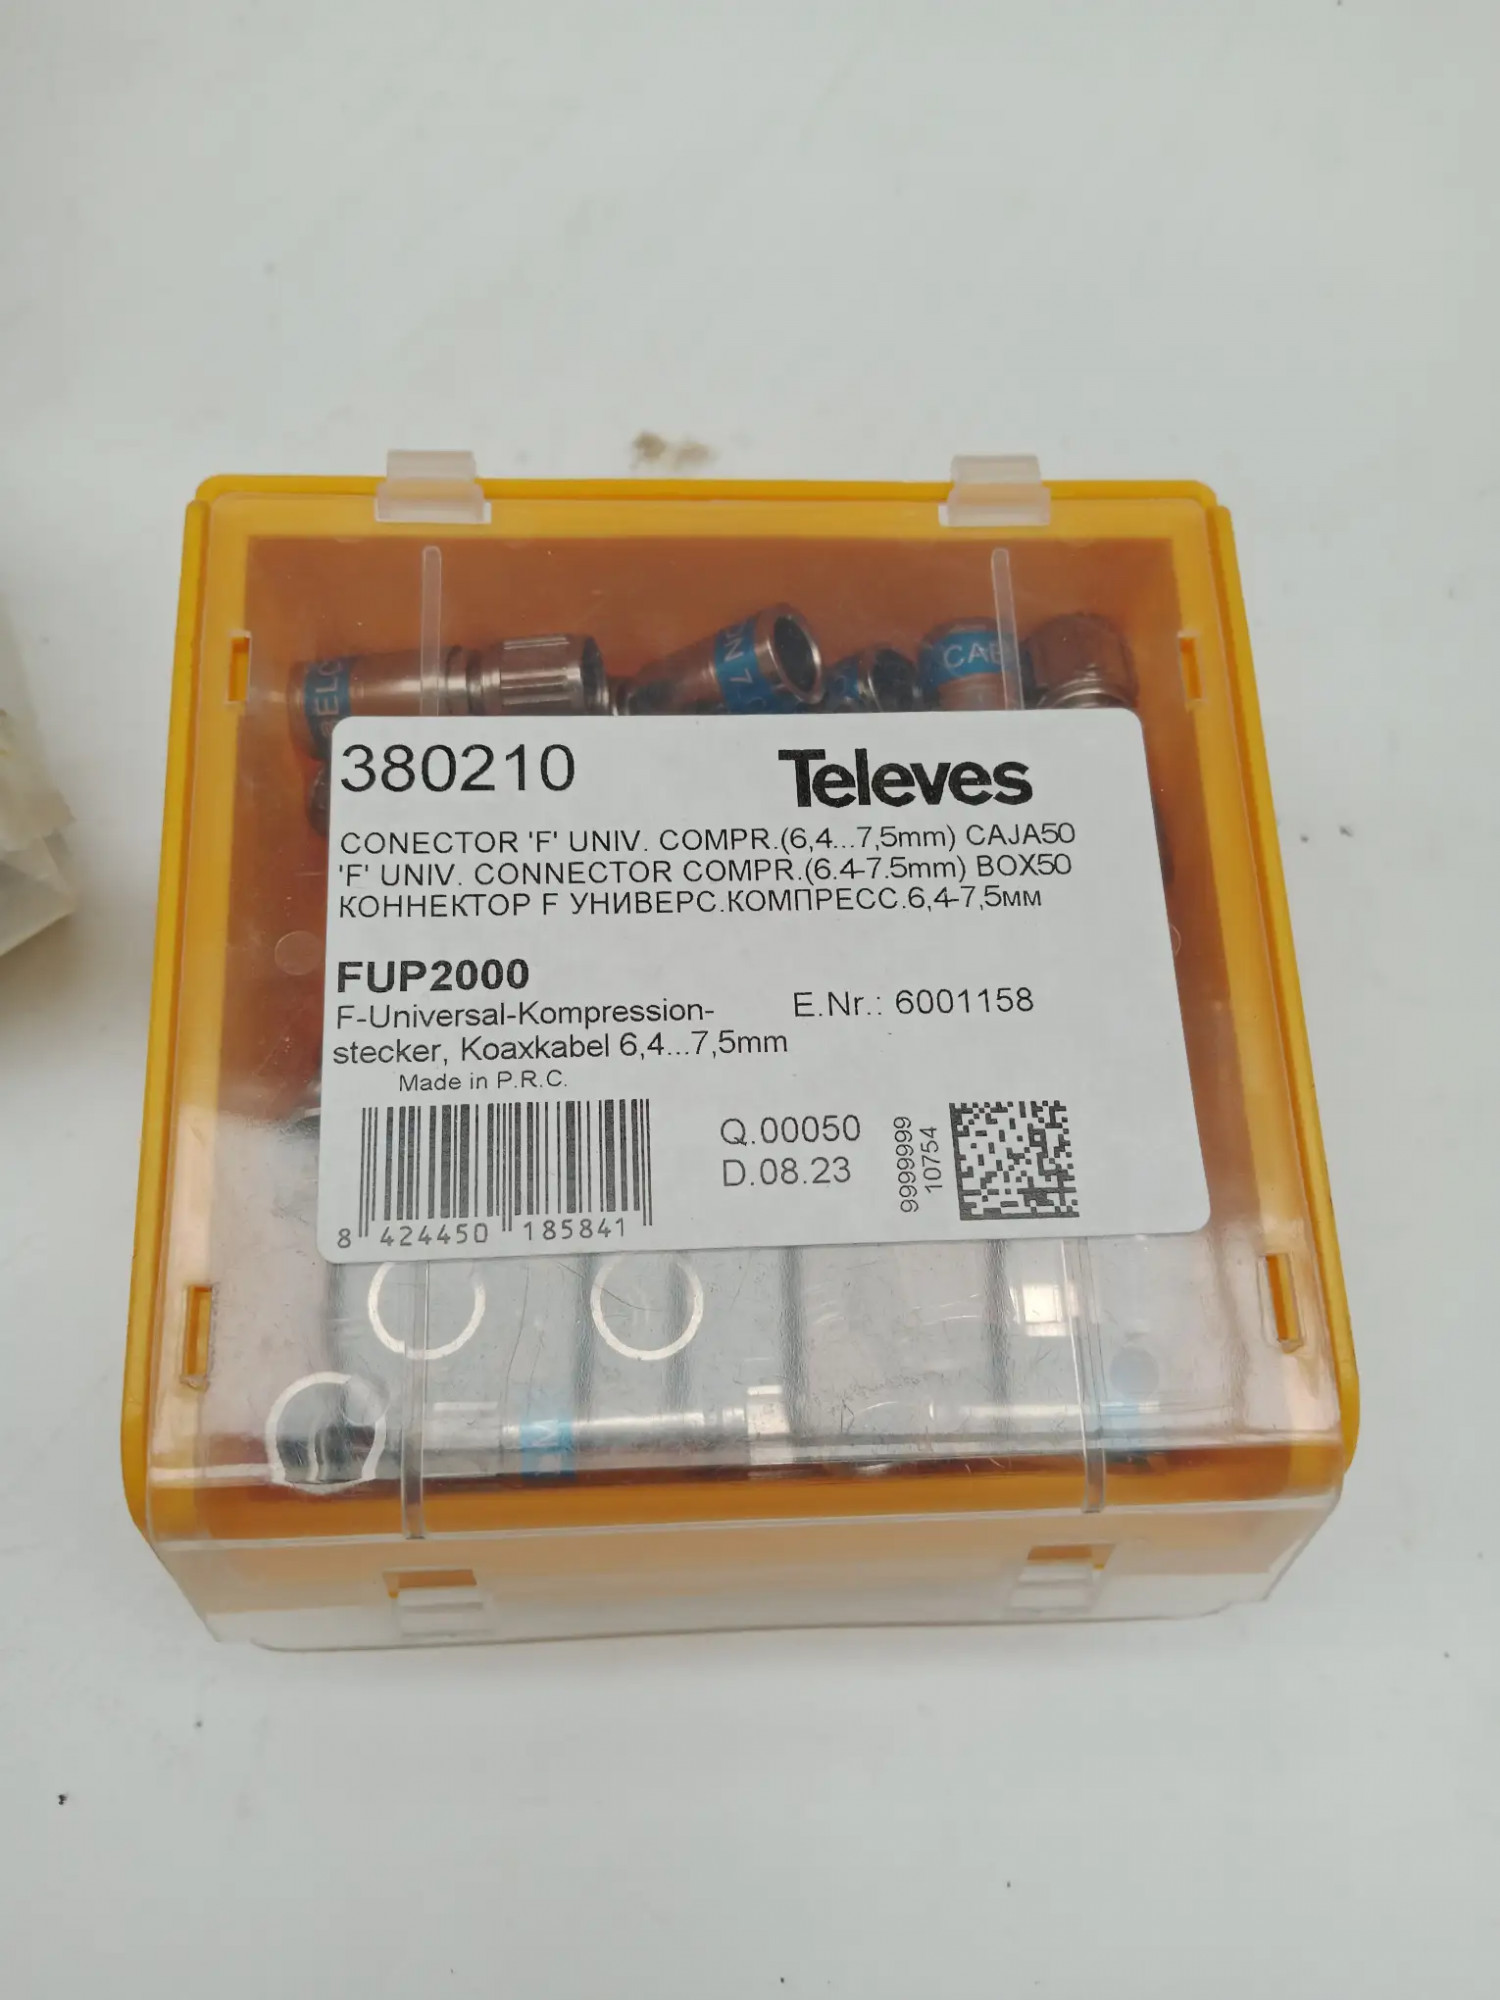 CAB
380210
Televes
CONECTOR 'F' UNIV. COMPR.(6,4...7,5mm) CAJA50
'F' UNIV. CONNECTOR COMPR.(6.4-7.5mm) BOX50
КОННЕКТОР F УНИВЕРС.КОМПРЕСС.6,4-7,5мм
FUP2000
F-Universal-Kompression-
stecker, Koaxkabel 6,4...7,5mm
E.Nr.: 6001158
Made in P.R.C.
8 424450 185841
Q.00050
D.08.23
9999999
10754